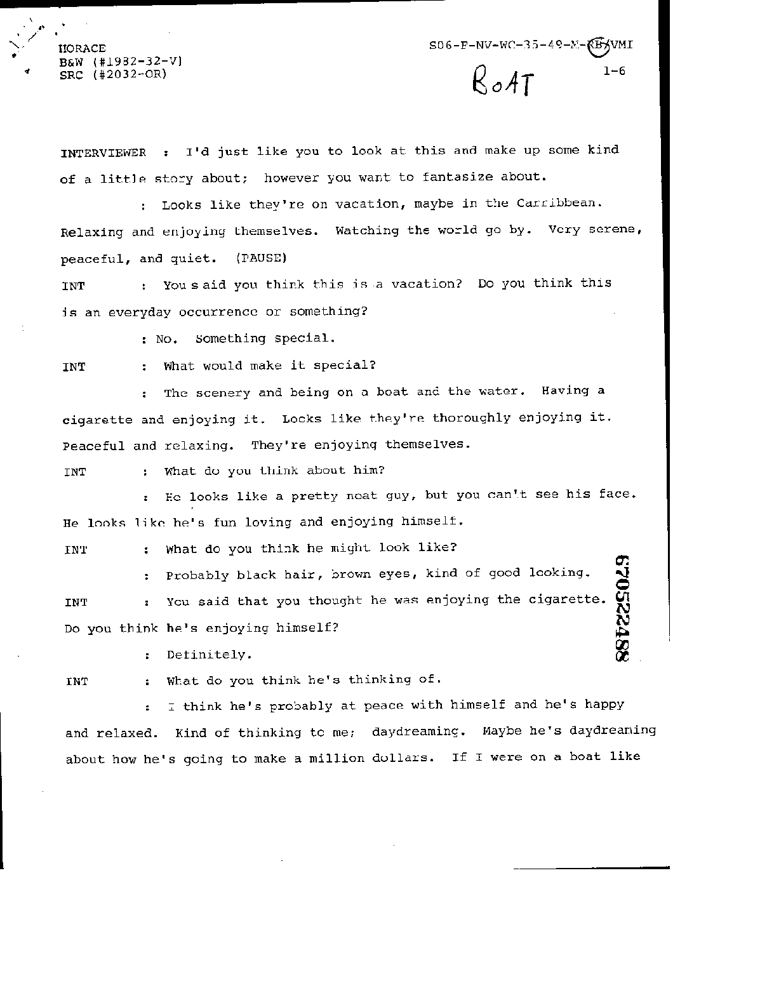 HORACE
B&W (#1982-32-V)
SRC (#2032-OR)
S06-F-NV-WC-35-49-M-RB/VMI
1-6
BOAT
INTERVIEWER : I'd just like you to look at this and make up some kind
of a little story about; however you want to fantasize about.
: Looks like they're on vacation, maybe in the Carribbean.
Relaxing and enjoying themselves. Watching the world go by. Very serene,
peaceful, and quiet. (PAUSE)
INT : You said you think this is a vacation? Do you think this
is an everyday occurrence or something?
: No. Something special.
INT : What would make it special?
: The scenery and being on a boat and the water. Having a
cigarette and enjoying it. Looks like they're thoroughly enjoying it.
Peaceful and relaxing. They're enjoying themselves.
INT : What do you think about him?
: He looks like a pretty neat guy, but you can't see his face.
He looks like he's fun loving and enjoying himself.
INT : What do you think he might look like?
: Probably black hair, brown eyes, kind of good looking.
INT : You said that you thought he was enjoying the cigarette.
Do you think he's enjoying himself?
: Definitely.
INT : What do you think he's thinking of.
: I think he's probably at peace with himself and he's happy
and relaxed. Kind of thinking to me; daydreaming. Maybe he's daydreaming
about how he's going to make a million dollars. If I were on a boat like
670522488